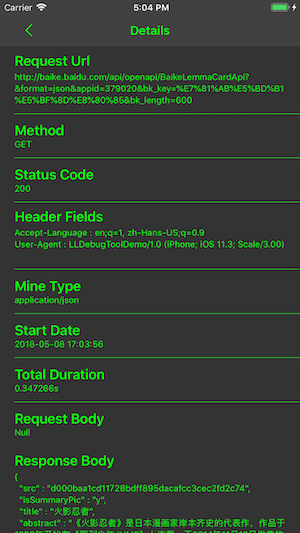 Carrier 5:04 PM
Details
Request Url
http://baike.baidu.com/api/openapi/BaikeLemmaCardApi?
&format=json&appid=379020&bk_key=%E7%81%AB%E5%BD%B1
%E5%BF%8D%E8%80%85&bk_length=600
Method
GET
Status Code
200
Header Fields
Accept-Language : en;q=1, zh-Hans-US;q=0.9
User-Agent : LLDebugToolDemo/1.0 (iPhone; iOS 11.3; Scale/3.00)
Mine Type
application/json
Start Date
2018-05-08 17:03:56
Total Duration
0.347266s
Request Body
Null
Response Body
{
"src" : "d000baa1cd11728bdff895dacafcc3cec2fd2c74",
"isSummaryPic" : "y",
"title" : "火影忍者",
"abstract" : "《火影忍者》是日本漫画家岸本齐史的代表作，作品于